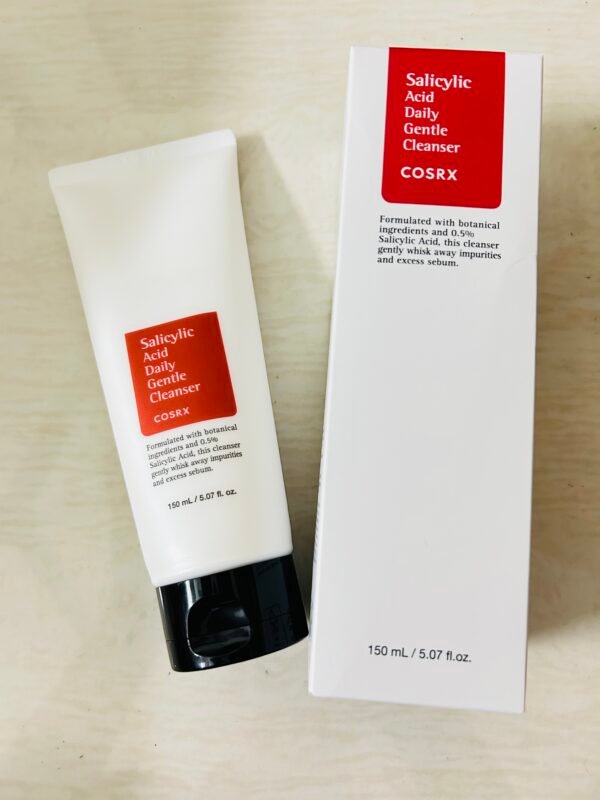 Salicylic
Acid
Daily
Gentle
Cleanser
COSRX
Formulated with botanical
ingredients and 0.5%
Salicylic Acid, this cleanser
gently whisk away impurities
and excess sebum.
150 mL / 5.07 fl. oz.
Salicylic
Acid
Daily
Gentle
Cleanser
COSRX
Formulated with botanical
ingredients and 0.5%
Salicylic Acid, this cleanser
gently whisk away impurities
and excess sebum.
150 mL / 5.07 fl.oz.